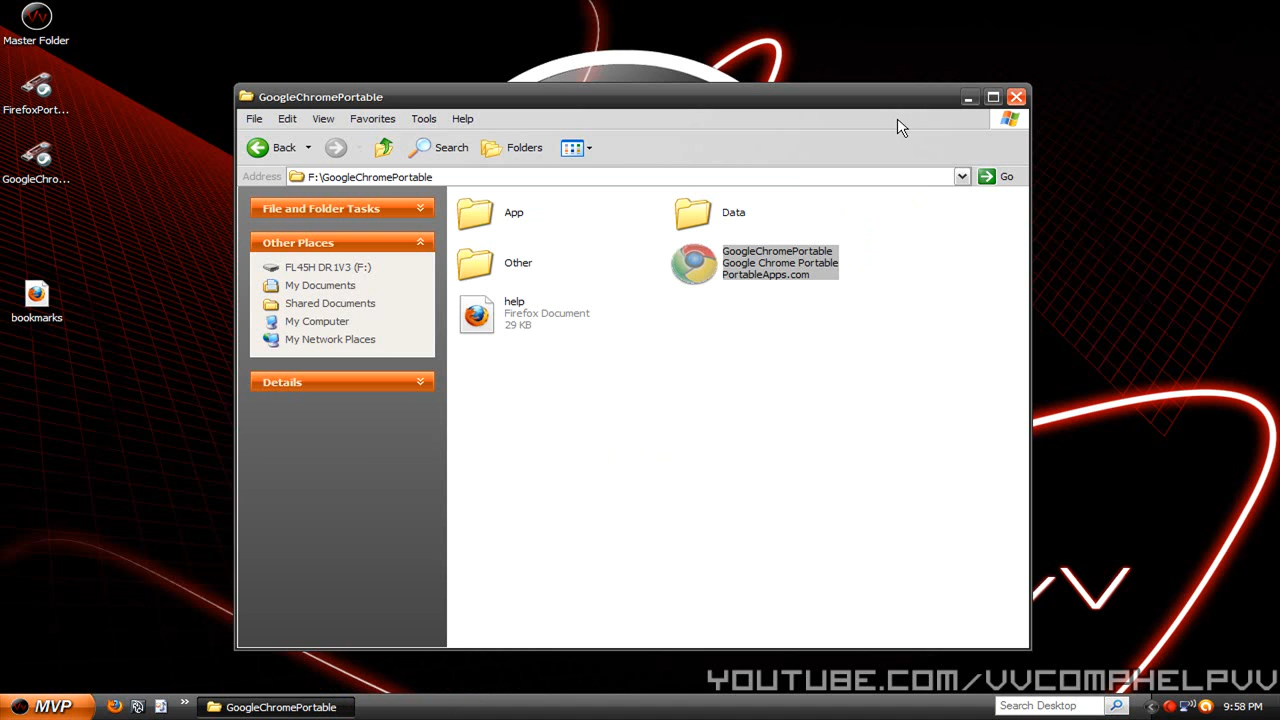 Master Folder
FirefoxPort...
GoogleChro...
bookmarks
GoogleChromePortable
File Edit View Favorites Tools Help
Back Search Folders
Address F:\GoogleChromePortable Go
File and Folder Tasks
Other Places
FL45H DR1V3 (F:)
My Documents
Shared Documents
My Computer
My Network Places
Details
App
Data
Other
GoogleChromePortable
Google Chrome Portable
PortableApps.com
help
Firefox Document
29 KB
YOUTUBE.COM/VVCOMPHELPVV
MVP GoogleChromePortable Search Desktop 9:58 PM